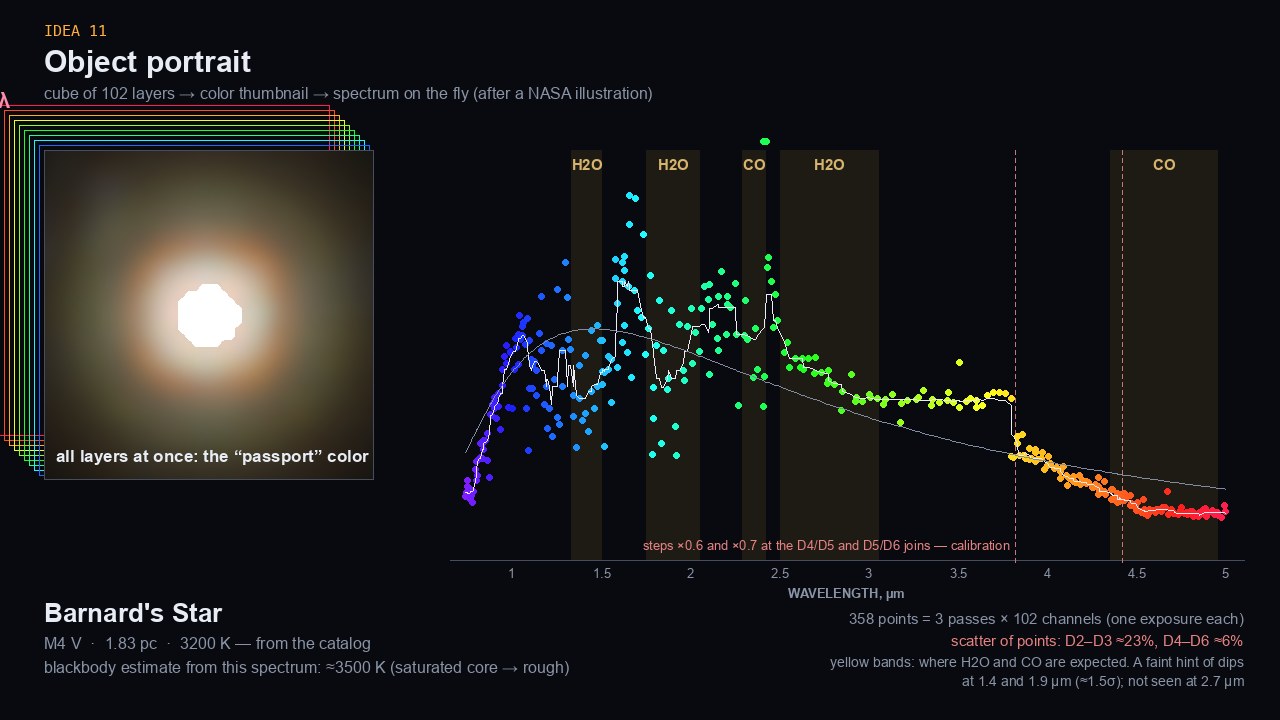 IDEA 11
Object portrait
cube of 102 layers → color thumbnail → spectrum on the fly (after a NASA illustration)
λ
H2O H2O CO H2O CO
all layers at once: the “passport” color
steps ×0.6 and ×0.7 at the D4/D5 and D5/D6 joins — calibration
1 1.5 2 2.5 3 3.5 4 4.5 5
WAVELENGTH, µm
Barnard's Star
M4 V · 1.83 pc · 3200 K — from the catalog
blackbody estimate from this spectrum: ≈3500 K (saturated core → rough)
358 points = 3 passes × 102 channels (one exposure each)
scatter of points: D2–D3 ≈23%, D4–D6 ≈6%
yellow bands: where H2O and CO are expected. A faint hint of dips
at 1.4 and 1.9 µm (≈1.5σ); not seen at 2.7 µm